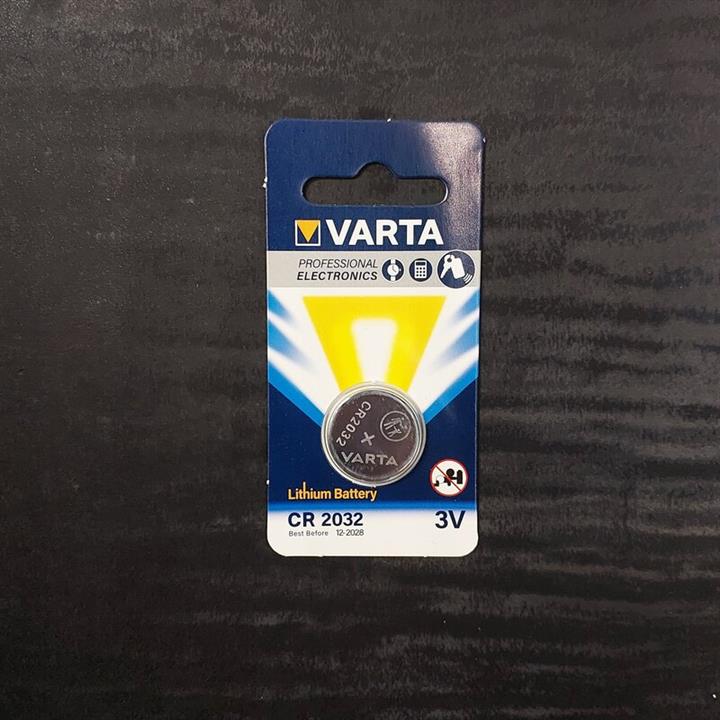 VARTA
PROFESSIONAL
ELECTRONICS
CR2032
+
VARTA
Lithium Battery
CR 2032
3V
Best Before 12-2028